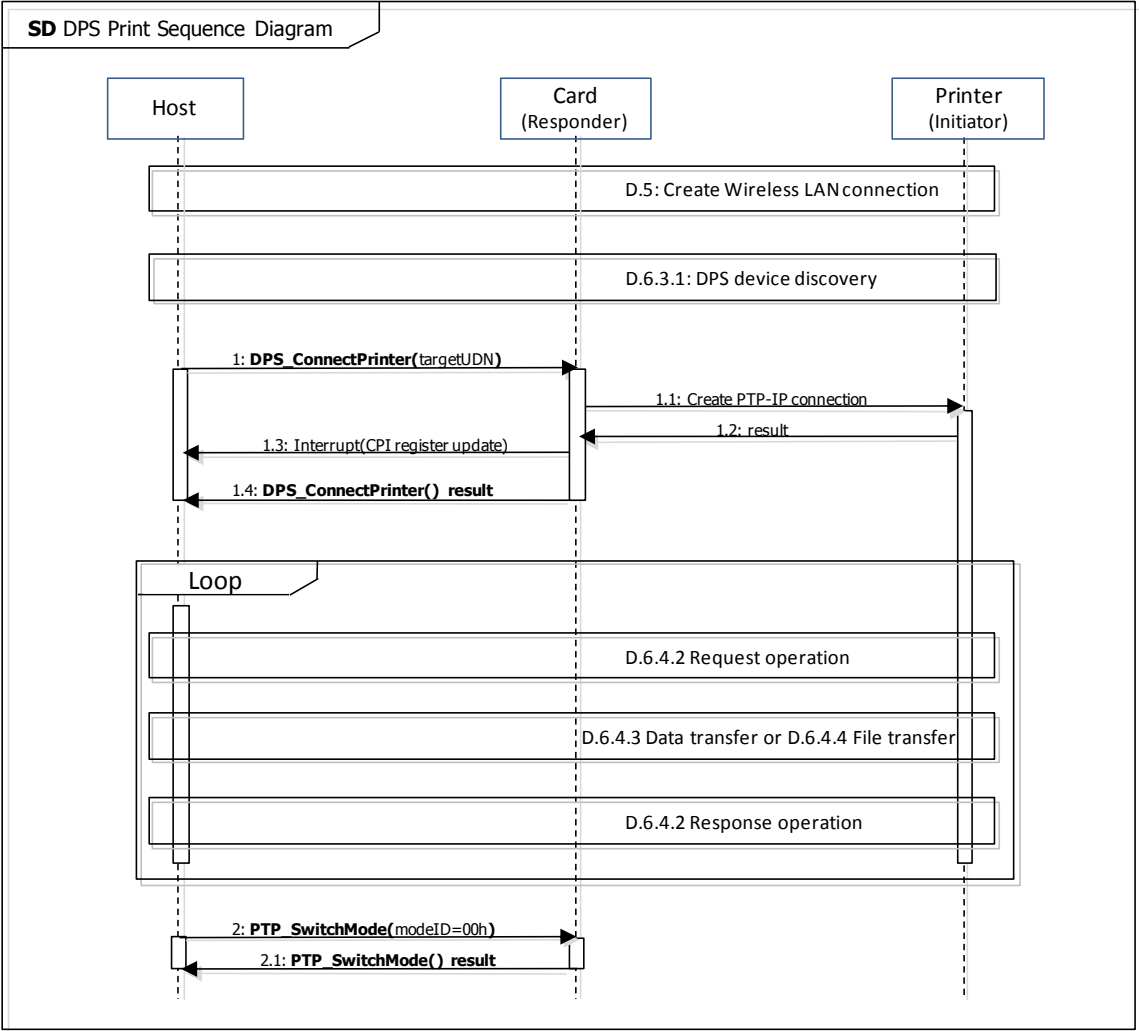 SD DPS Print Sequence Diagram
Host
Card
(Responder)
Printer
(Initiator)
D.5: Create Wireless LAN connection
D.6.3.1: DPS device discovery
1: DPS_ConnectPrinter(targetUDN)
1.1: Create PTP-IP connection
1.2: result
1.3: Interrupt(CPI register update)
1.4: DPS_ConnectPrinter() result
Loop
D.6.4.2 Request operation
D.6.4.3 Data transfer or D.6.4.4 File transfer
D.6.4.2 Response operation
2: PTP_SwitchMode(modeID=00h)
2.1: PTP_SwitchMode() result